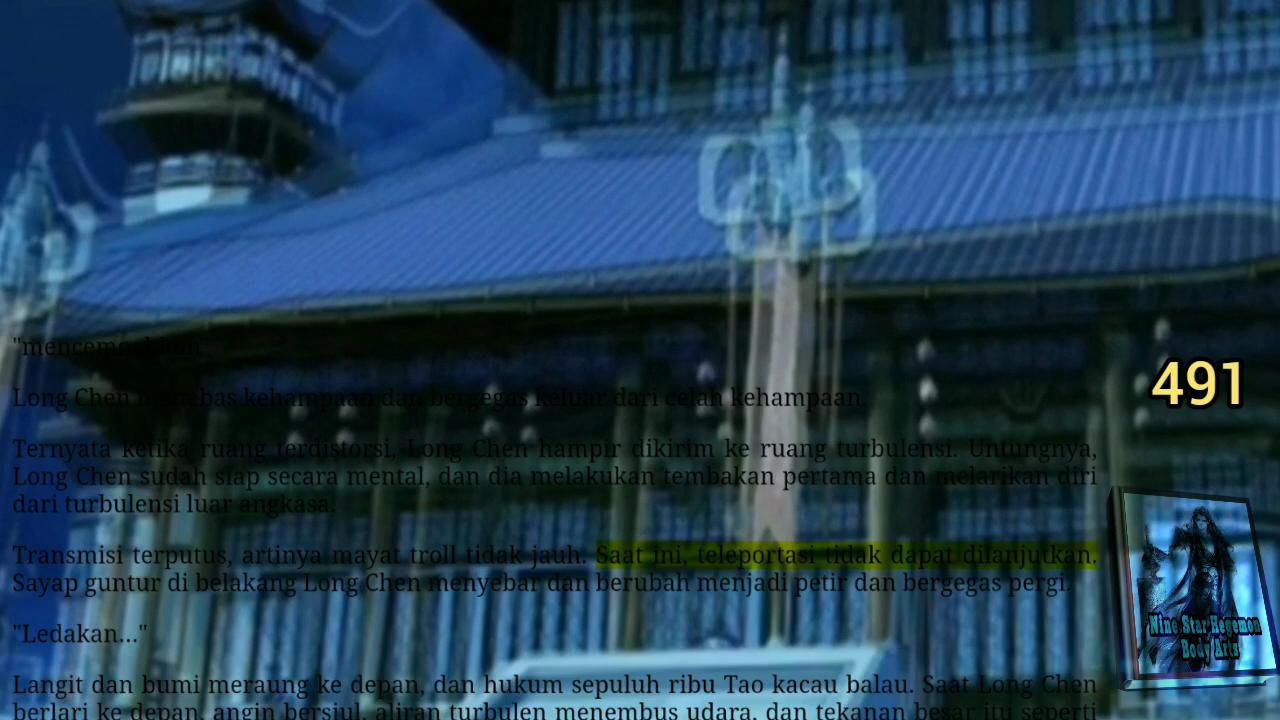 Long Chen menebas kehampaan dan bergegas keluar dari celah kehampaan.
Ternyata ketika ruang terdistorsi, Long Chen hampir dikirim ke ruang turbulensi. Untungnya,
Long Chen sudah siap secara mental, dan dia melakukan tembakan pertama dan melarikan diri
dari turbulensi luar angkasa.
491
Transmisi terputus, artinya mayat troll tidak jauh. Saat ini, teleportasi tidak dapat dilanjutkan.
Sayap guntur di belakang Long Chen menyebar dan berubah menjadi petir dan bergegas pergi.
"Ledakan…"
Nine Star Hegemon
Body Arts
Langit dan bumi meraung ke depan, dan hukum sepuluh ribu Tao kacau balau. Saat Long Chen
berlari ke depan, angin bersiul, aliran turbulen menembus udara, dan tekanan besar itu seperti